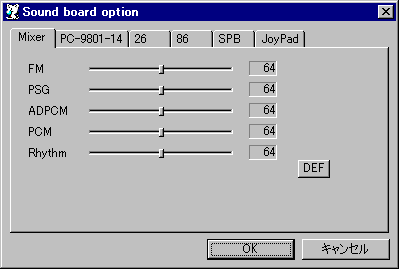 Sound board option
Mixer PC-9801-14 26 86 SPB JoyPad
FM 64
PSG 64
ADPCM 64
PCM 64
Rhythm 64
DEF
OK キャンセル